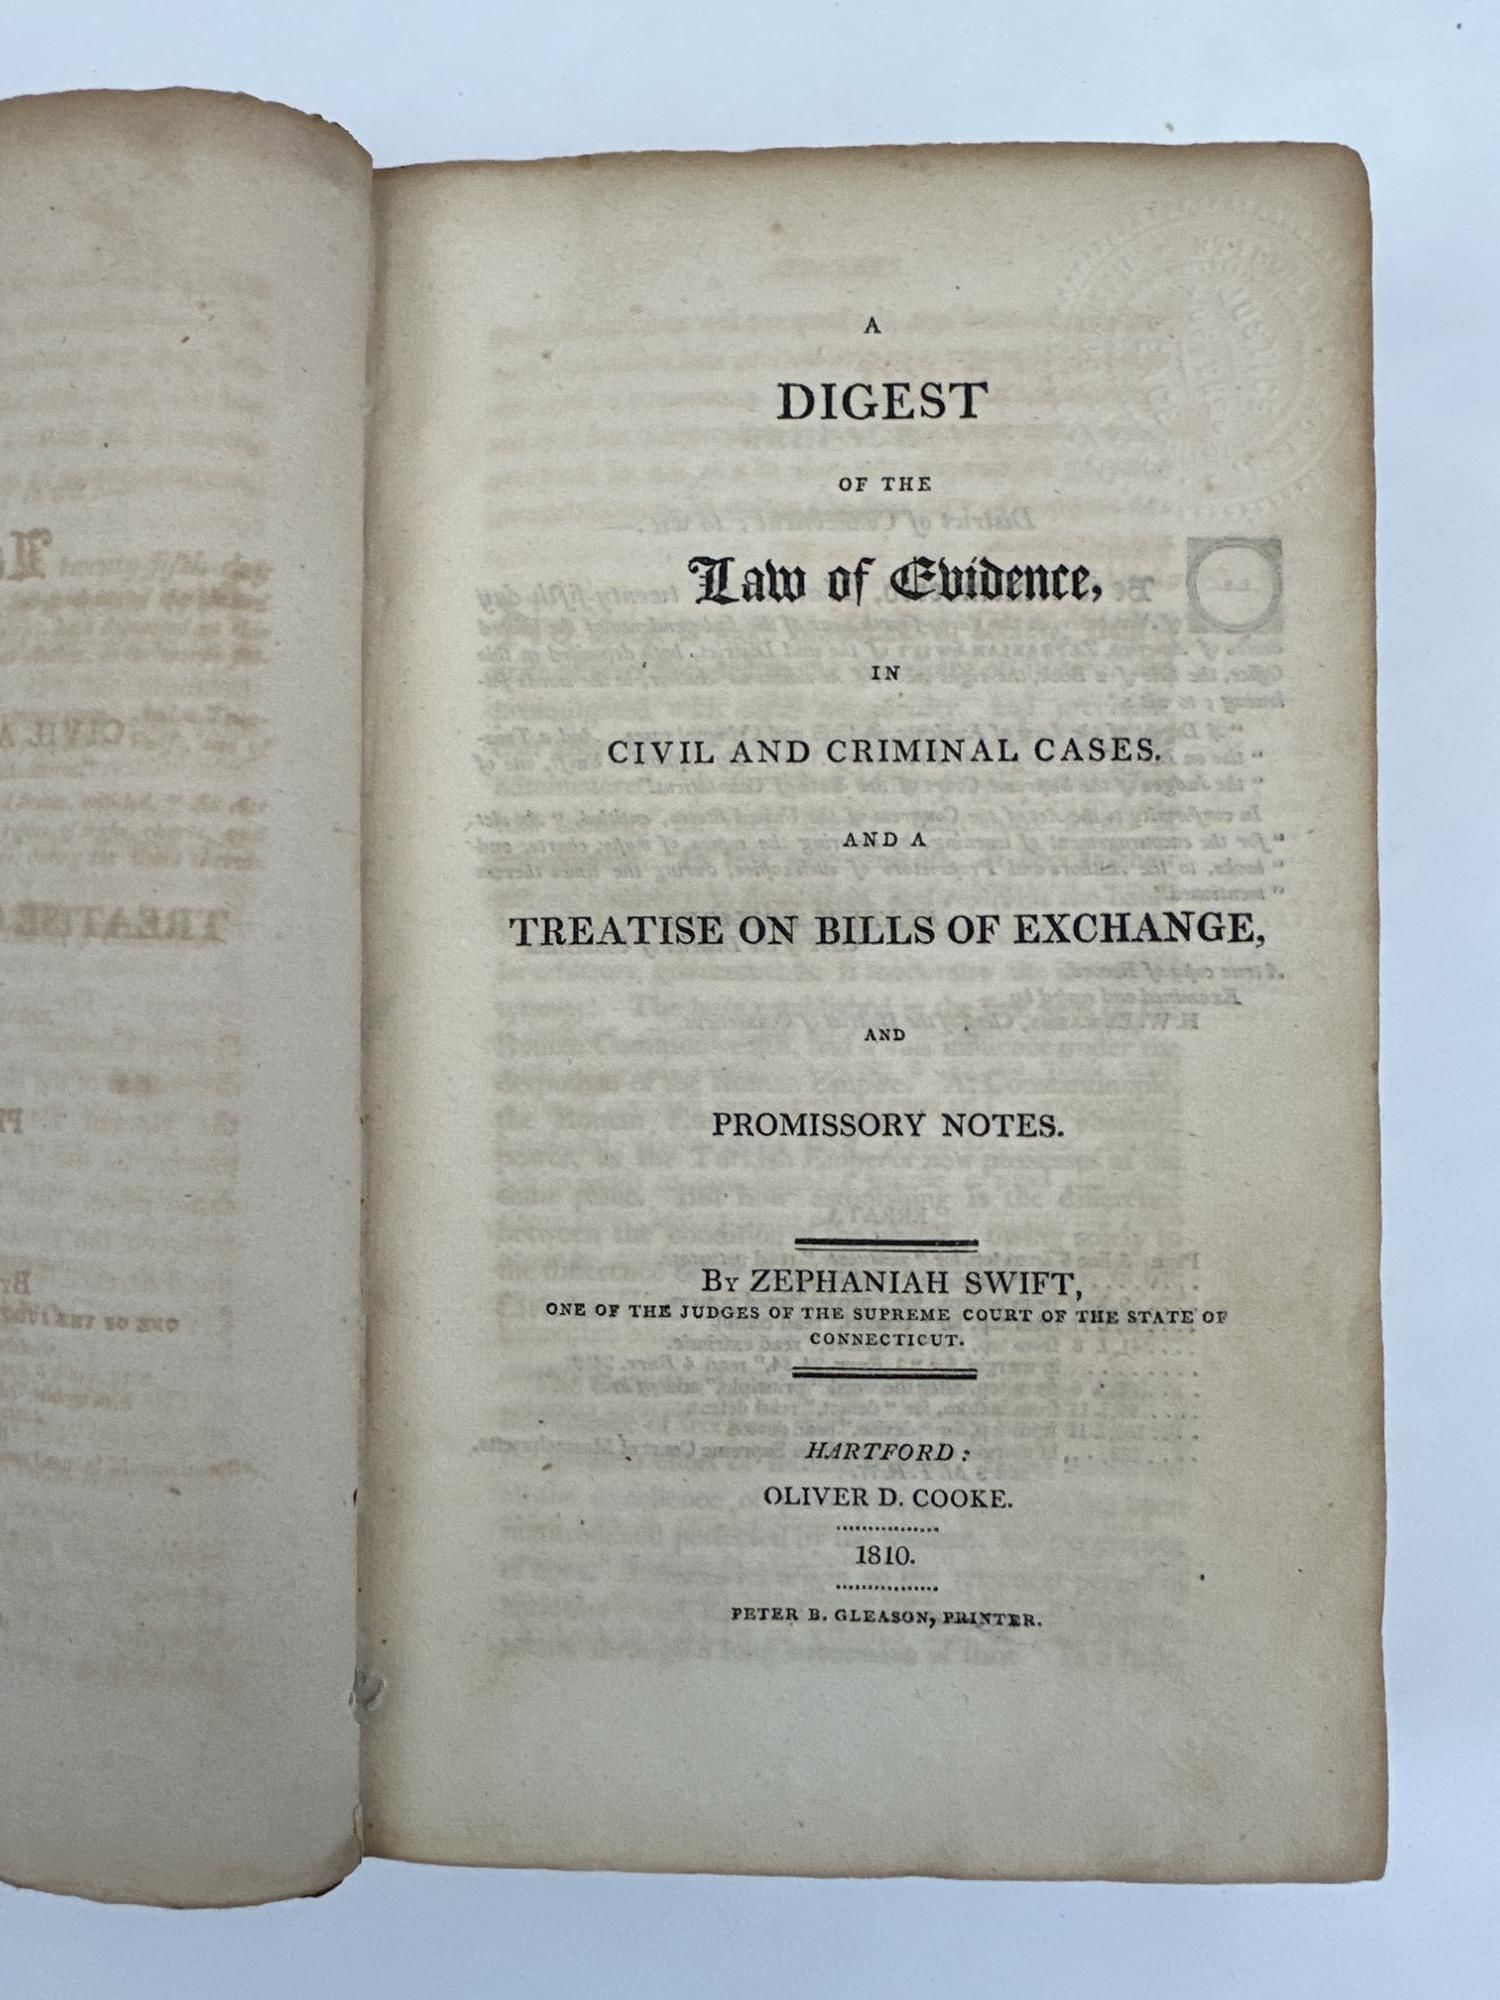 A
DIGEST
OF THE
Law of Evidence,
IN
CIVIL AND CRIMINAL CASES.
AND A
TREATISE ON BILLS OF EXCHANGE,
AND
PROMISSORY NOTES.
By ZEPHANIAH SWIFT,
ONE OF THE JUDGES OF THE SUPREME COURT OF THE STATE OF
CONNECTICUT.
HARTFORD:
OLIVER D. COOKE.
1810.
PETER B. GLEASON, PRINTER.